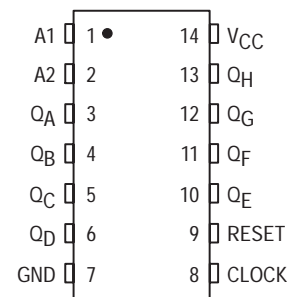 A1 1 14 VCC
A2 2 13 QH
QA 3 12 QG
QB 4 11 QF
QC 5 10 QE
QD 6 9 RESET
GND 7 8 CLOCK